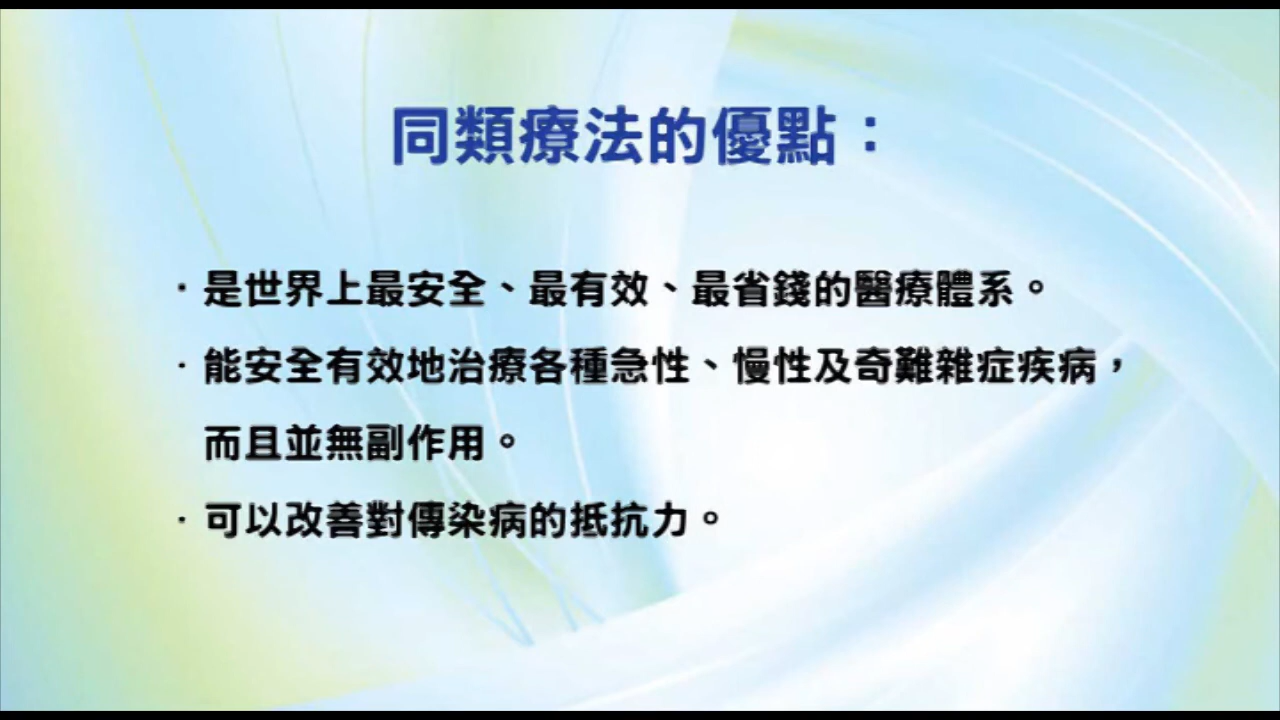 同類療法的優點：
·是世界上最安全、最有效、最省錢的醫療體系。
·能安全有效地治療各種急性、慢性及奇難雜症疾病，
而且並無副作用。
·可以改善對傳染病的抵抗力。